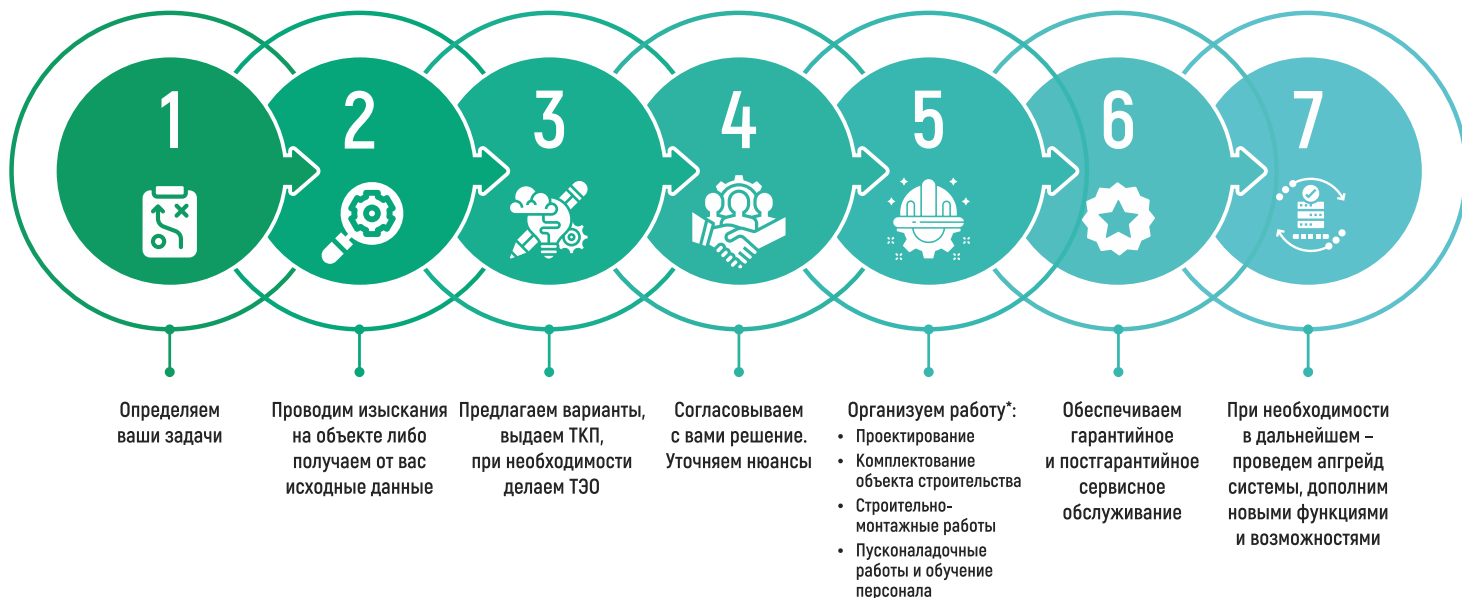 1
2
3
4
5
6
7
Определяем
ваши задачи
Проводим изыскания
на объекте либо
получаем от вас
исходные данные
Предлагаем варианты,
выдаем ТКП,
при необходимости
делаем ТЭО
Согласовываем
с вами решение.
Уточняем нюансы
Организуем работу*:
• Проектирование
• Комплектование
объекта строительства
• Строительно-
монтажные работы
• Пусконаладочные
работы и обучение
персонала
Обеспечиваем
гарантийное
и постгарантийное
сервисное
обслуживание
При необходимости
в дальнейшем –
проведем апгрейд
системы, дополним
новыми функциями
и возможностями